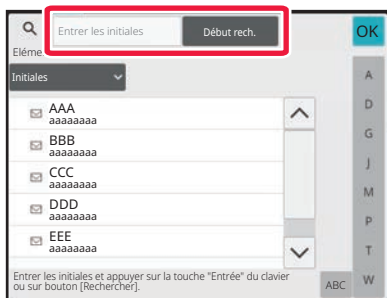 Entrer les initiales
Début rech.
OK
Eléme
Initiales
AAA
aaaaaaaa
BBB
aaaaaaaa
CCC
aaaaaaaa
DDD
aaaaaaaa
EEE
aaaaaaaa
A
D
G
J
M
P
T
W
ABC
Entrer les initiales et appuyer sur la touche "Entrée" du clavier
ou sur bouton [Rechercher].